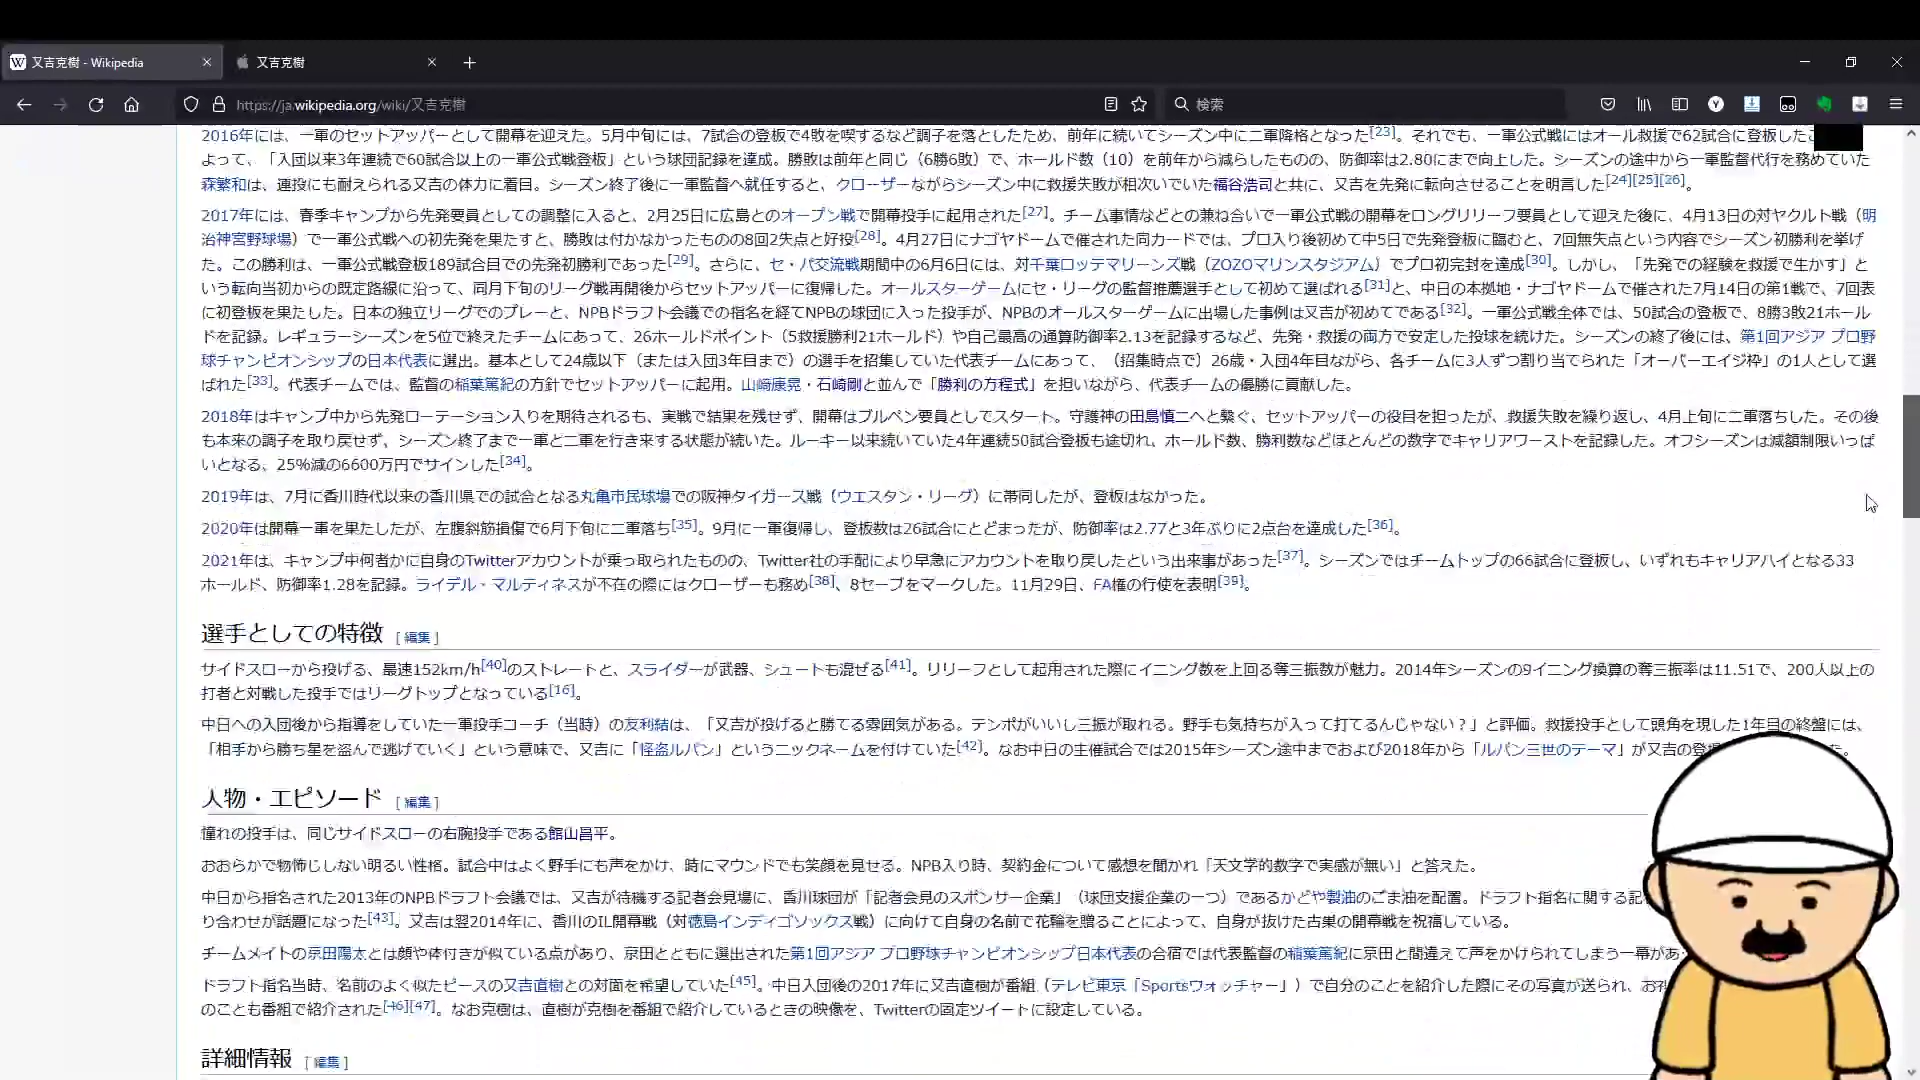 又吉克樹 - Wikipedia
又吉克樹
https://ja.wikipedia.org/wiki/又吉克樹
検索
2016年には、一軍のセットアッパーとして開幕を迎えた。5月中旬には、7試合の登板で4敗を喫するなど調子を落としたため、前年に続いてシーズン中に二軍降格となった[23]。それでも、一軍公式戦にはオール救援で62試合に登板した
よって、「入団以来3年連続で60試合以上の一軍公式戦登板」という球団記録を達成。勝敗は前年と同じ（6勝6敗）で、ホールド数（10）を前年から減らしたものの、防御率は2.80にまで向上した。シーズンの途中から一軍監督代行を務めていた
森繁和は、連投にも耐えられる又吉の体力に着目。シーズン終了後に一軍監督へ就任すると、クローザーながらシーズン中に救援失敗が相次いでいた福谷浩司と共に、又吉を先発に転向させることを明言した[24][25][26]。
2017年には、春季キャンプから先発要員としての調整に入ると、2月25日に広島とのオープン戦で開幕投手に起用された[27]。チーム事情などとの兼ね合いで一軍公式戦の開幕をロングリリーフ要員として迎えた後に、4月13日の対ヤクルト戦（明
治神宮野球場）で一軍公式戦への初先発を果たすと、勝敗は付かなかったものの8回2失点と好投[28]。4月27日にナゴヤドームで催された同カードでは、プロ入り後初めて中5日で先発登板に臨むと、7回無失点という内容でシーズン初勝利を挙げ
た。この勝利は、一軍公式戦登板189試合目での先発初勝利であった[29]。さらに、セ・パ交流戦期間中の6月6日には、対千葉ロッテマリーンズ戦（ZOZOマリンスタジアム）でプロ初完封を達成[30]。しかし、「先発での経験を救援で生かす」と
いう転向当初からの既定路線に沿って、同月下旬のリーグ戦再開後からセットアッパーに復帰した。オールスターゲームにセ・リーグの監督推薦選手として初めて選ばれる[31]と、中日の本拠地・ナゴヤドームで催された7月14日の第1戦で、7回表
に初登板を果たした。日本の独立リーグでのプレーと、NPBドラフト会議での指名を経てNPBの球団に入った投手が、NPBのオールスターゲームに出場した事例は又吉が初めてである[32]。一軍公式戦全体では、50試合の登板で、8勝3敗21ホール
ドを記録。レギュラーシーズンを5位で終えたチームにあって、26ホールドポイント（5救援勝利21ホールド）や自己最高の通算防御率2.13を記録するなど、先発・救援の両方で安定した投球を続けた。シーズンの終了後には、第1回アジア プロ野
球チャンピオンシップの日本代表に選出。基本として24歳以下（または入団3年目まで）の選手を招集していた代表チームにあって、（招集時点で）26歳・入団4年目ながら、各チームに3人ずつ割り当てられた「オーバーエイジ枠」の1人として選
ばれた[33]。代表チームでは、監督の稲葉篤紀の方針でセットアッパーに起用。山﨑康晃・石崎剛と並んで「勝利の方程式」を担いながら、代表チームの優勝に貢献した。
2018年はキャンプ中から先発ローテーション入りを期待されるも、実戦で結果を残せず、開幕はブルペン要員としてスタート。守護神の田島慎二へと繋ぐ、セットアッパーの役目を担ったが、救援失敗を繰り返し、4月上旬に二軍落ちした。その後
も本来の調子を取り戻せず、シーズン終了まで一軍と二軍を行き来する状態が続いた。ルーキー以来続いていた4年連続50試合登板も途切れ、ホールド数、勝利数などほとんどの数字でキャリアワーストを記録した。オフシーズンは減額制限いっぱ
いとなる、25%減の6600万円でサインした[34]。
2019年は、7月に香川時代以来の香川県での試合となる丸亀市民球場での阪神タイガース戦（ウエスタン・リーグ）に帯同したが、登板はなかった。
2020年は開幕一軍を果たしたが、左腹斜筋損傷で6月下旬に二軍落ち[35]。9月に一軍復帰し、登板数は26試合にとどまったが、防御率は2.77と3年ぶりに2点台を達成した[36]。
2021年は、キャンプ中何者かに自身のTwitterアカウントが乗っ取られたものの、Twitter社の手配により早急にアカウントを取り戻したという出来事があった[37]。シーズンではチームトップの66試合に登板し、いずれもキャリアハイとなる33
ホールド、防御率1.28を記録。ライデル・マルティネスが不在の際にはクローザーも務め[38]、8セーブをマークした。11月29日、FA権の行使を表明[39]。
選手としての特徴 [ 編集 ]
サイドスローから投げる、最速152km/h[40]のストレートと、スライダーが武器、シュートも混ぜる[41]。リリーフとして起用された際にイニング数を上回る奪三振数が魅力。2014年シーズンの9イニング換算の奪三振率は11.51で、200人以上の
打者と対戦した投手ではリーグトップとなっている[16]。
中日への入団後から指導をしていた一軍投手コーチ（当時）の友利結は、「又吉が投げると勝てる雰囲気がある。テンポがいいし三振が取れる。野手も気持ちが入って打てるんじゃない？」と評価。救援投手として頭角を現した1年目の終盤には、
「相手から勝ち星を盗んで逃げていく」という意味で、又吉に「怪盗ルパン」というニックネームを付けていた[42]。なお中日の主催試合では2015年シーズン途中までおよび2018年から「ルパン三世のテーマ」が又吉の登 た。
人物・エピソード [ 編集 ]
憧れの投手は、同じサイドスローの右腕投手である館山昌平。
おおらかで物怖じしない明るい性格。試合中はよく野手にも声をかけ、時にマウンドでも笑顔を見せる。NPB入り時、契約金について感想を聞かれ「天文学的数字で実感が無い」と答えた。
中日から指名された2013年のNPBドラフト会議では、又吉が待機する記者会見場に、香川球団が「記者会見のスポンサー企業」（球団支援企業の一つ）であるかどや製油のごま油を配置。ドラフト指名に関する記
り合わせが話題になった[43]。又吉は翌2014年に、香川のIL開幕戦（対徳島インディゴソックス戦）に向けて自身の名前で花輪を贈ることによって、自身が抜けた古巣の開幕戦を祝福している。
チームメイトの京田陽太とは顔や体付きが似ている点があり、京田とともに選出された第1回アジア プロ野球チャンピオンシップ日本代表の合宿では代表監督の稲葉篤紀に京田と間違えて声をかけられてしまう一幕があ
ドラフト指名当時、名前のよく似たピースの又吉直樹との対面を希望していた[45]。中日入団後の2017年に又吉直樹が番組（テレビ東京「Sportsウォッチャー」）で自分のことを紹介した際にその写真が送られ、お
のことも番組で紹介された[46][47]。なお克樹は、直樹が克樹を番組で紹介しているときの映像を、Twitterの固定ツイートに設定している。
詳細情報 [ 編集 ]